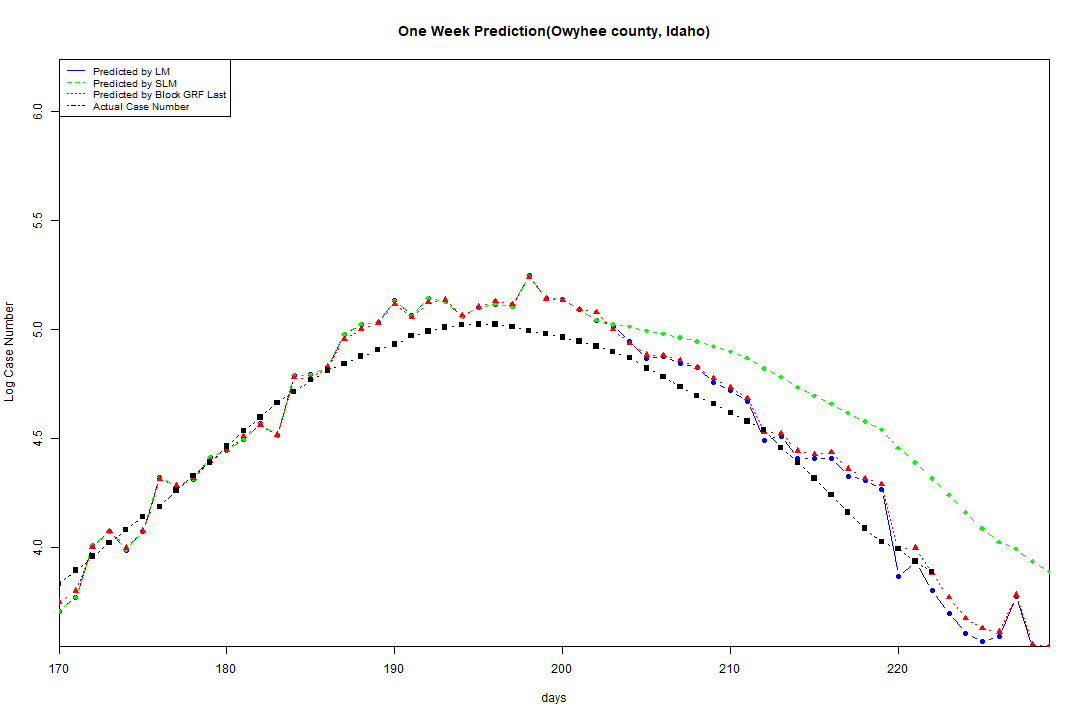 One Week Prediction(Owyhee county, Idaho)
Predicted by LM
Predicted by SLM
Predicted by Block GRF Last
Actual Case Number
6.0
5.5
5.0
4.5
4.0
Log Case Number
170 180 190 200 210 220
days